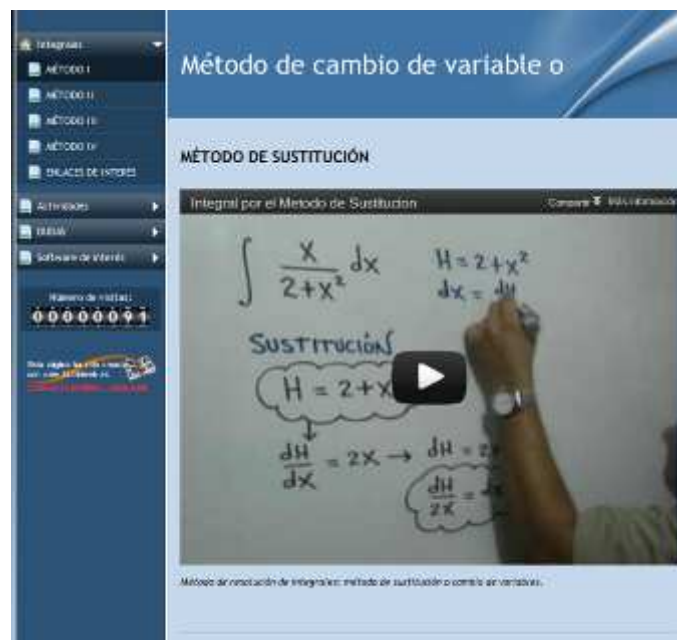 Integrales
MÉTODO I
MÉTODO II
MÉTODO III
MÉTODO IV
ENLACES DE INTERÉS
Actividades
DUDAS
Software de interés
Número de visitas:
00000091
Método de cambio de variable o
MÉTODO DE SUSTITUCIÓN
Integral por el Metodo de Sustitucion
Compartir Más información
∫ x / (2+x²) dx
H = 2+x²
dx = dH
SUSTITUCIÓN
H = 2+x
dH/dx = 2x → dH = 2x
dH/2x = dx
Método de resolución de integrales: método de sustitución o cambio de variables.